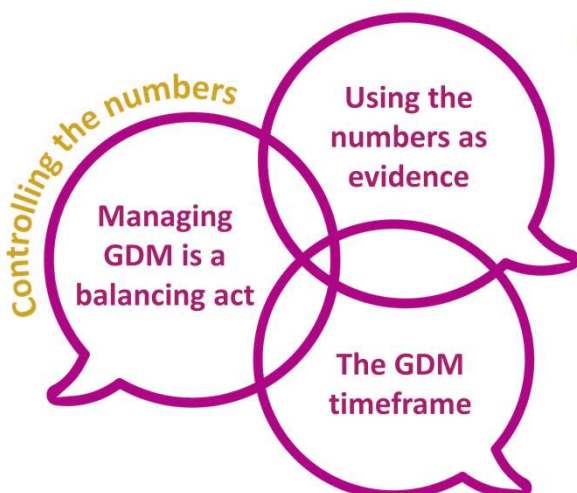 Controlling the numbers
Using the
numbers as
evidence
Managing
GDM is a
balancing act
The GDM
timeframe